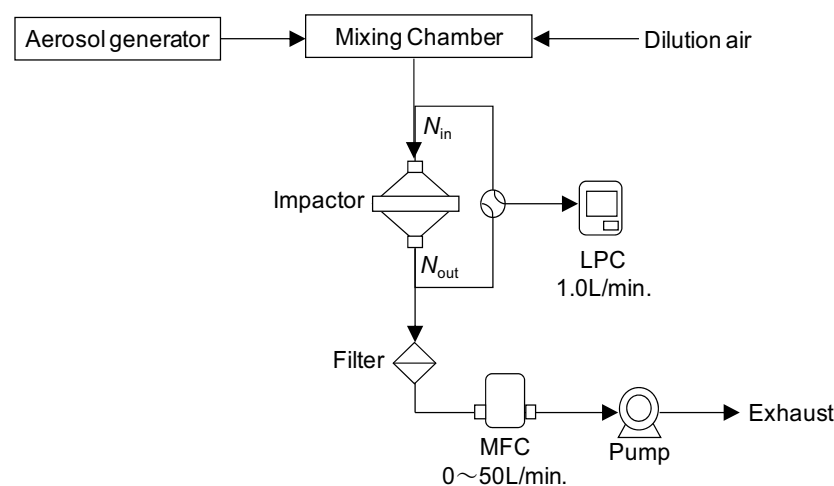 Aerosol generator
Mixing Chamber
Dilution air
Nin
Impactor
Nout
LPC
1.0L/min.
Filter
MFC
0～50L/min.
Pump
Exhaust